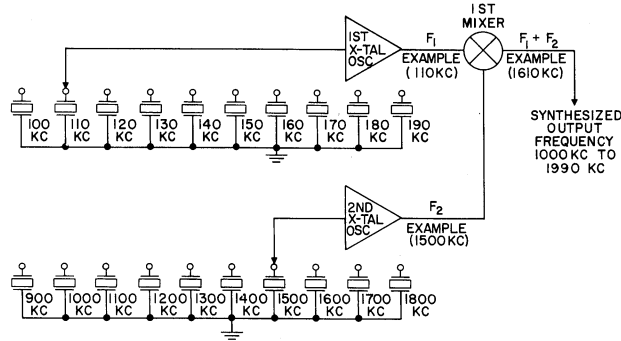 1ST
MIXER
1ST
X-TAL
OSC
F1
EXAMPLE
(110KC)
F1 + F2
EXAMPLE
(1610KC)
100
KC
110
KC
120
KC
130
KC
140
KC
150
KC
160
KC
170
KC
180
KC
190
KC
SYNTHESIZED
OUTPUT
FREQUENCY
1000KC TO
1990 KC
2ND
X-TAL
OSC
F2
EXAMPLE
(1500KC)
900
KC
1000
KC
1100
KC
1200
KC
1300
KC
1400
KC
1500
KC
1600
KC
1700
KC
1800
KC